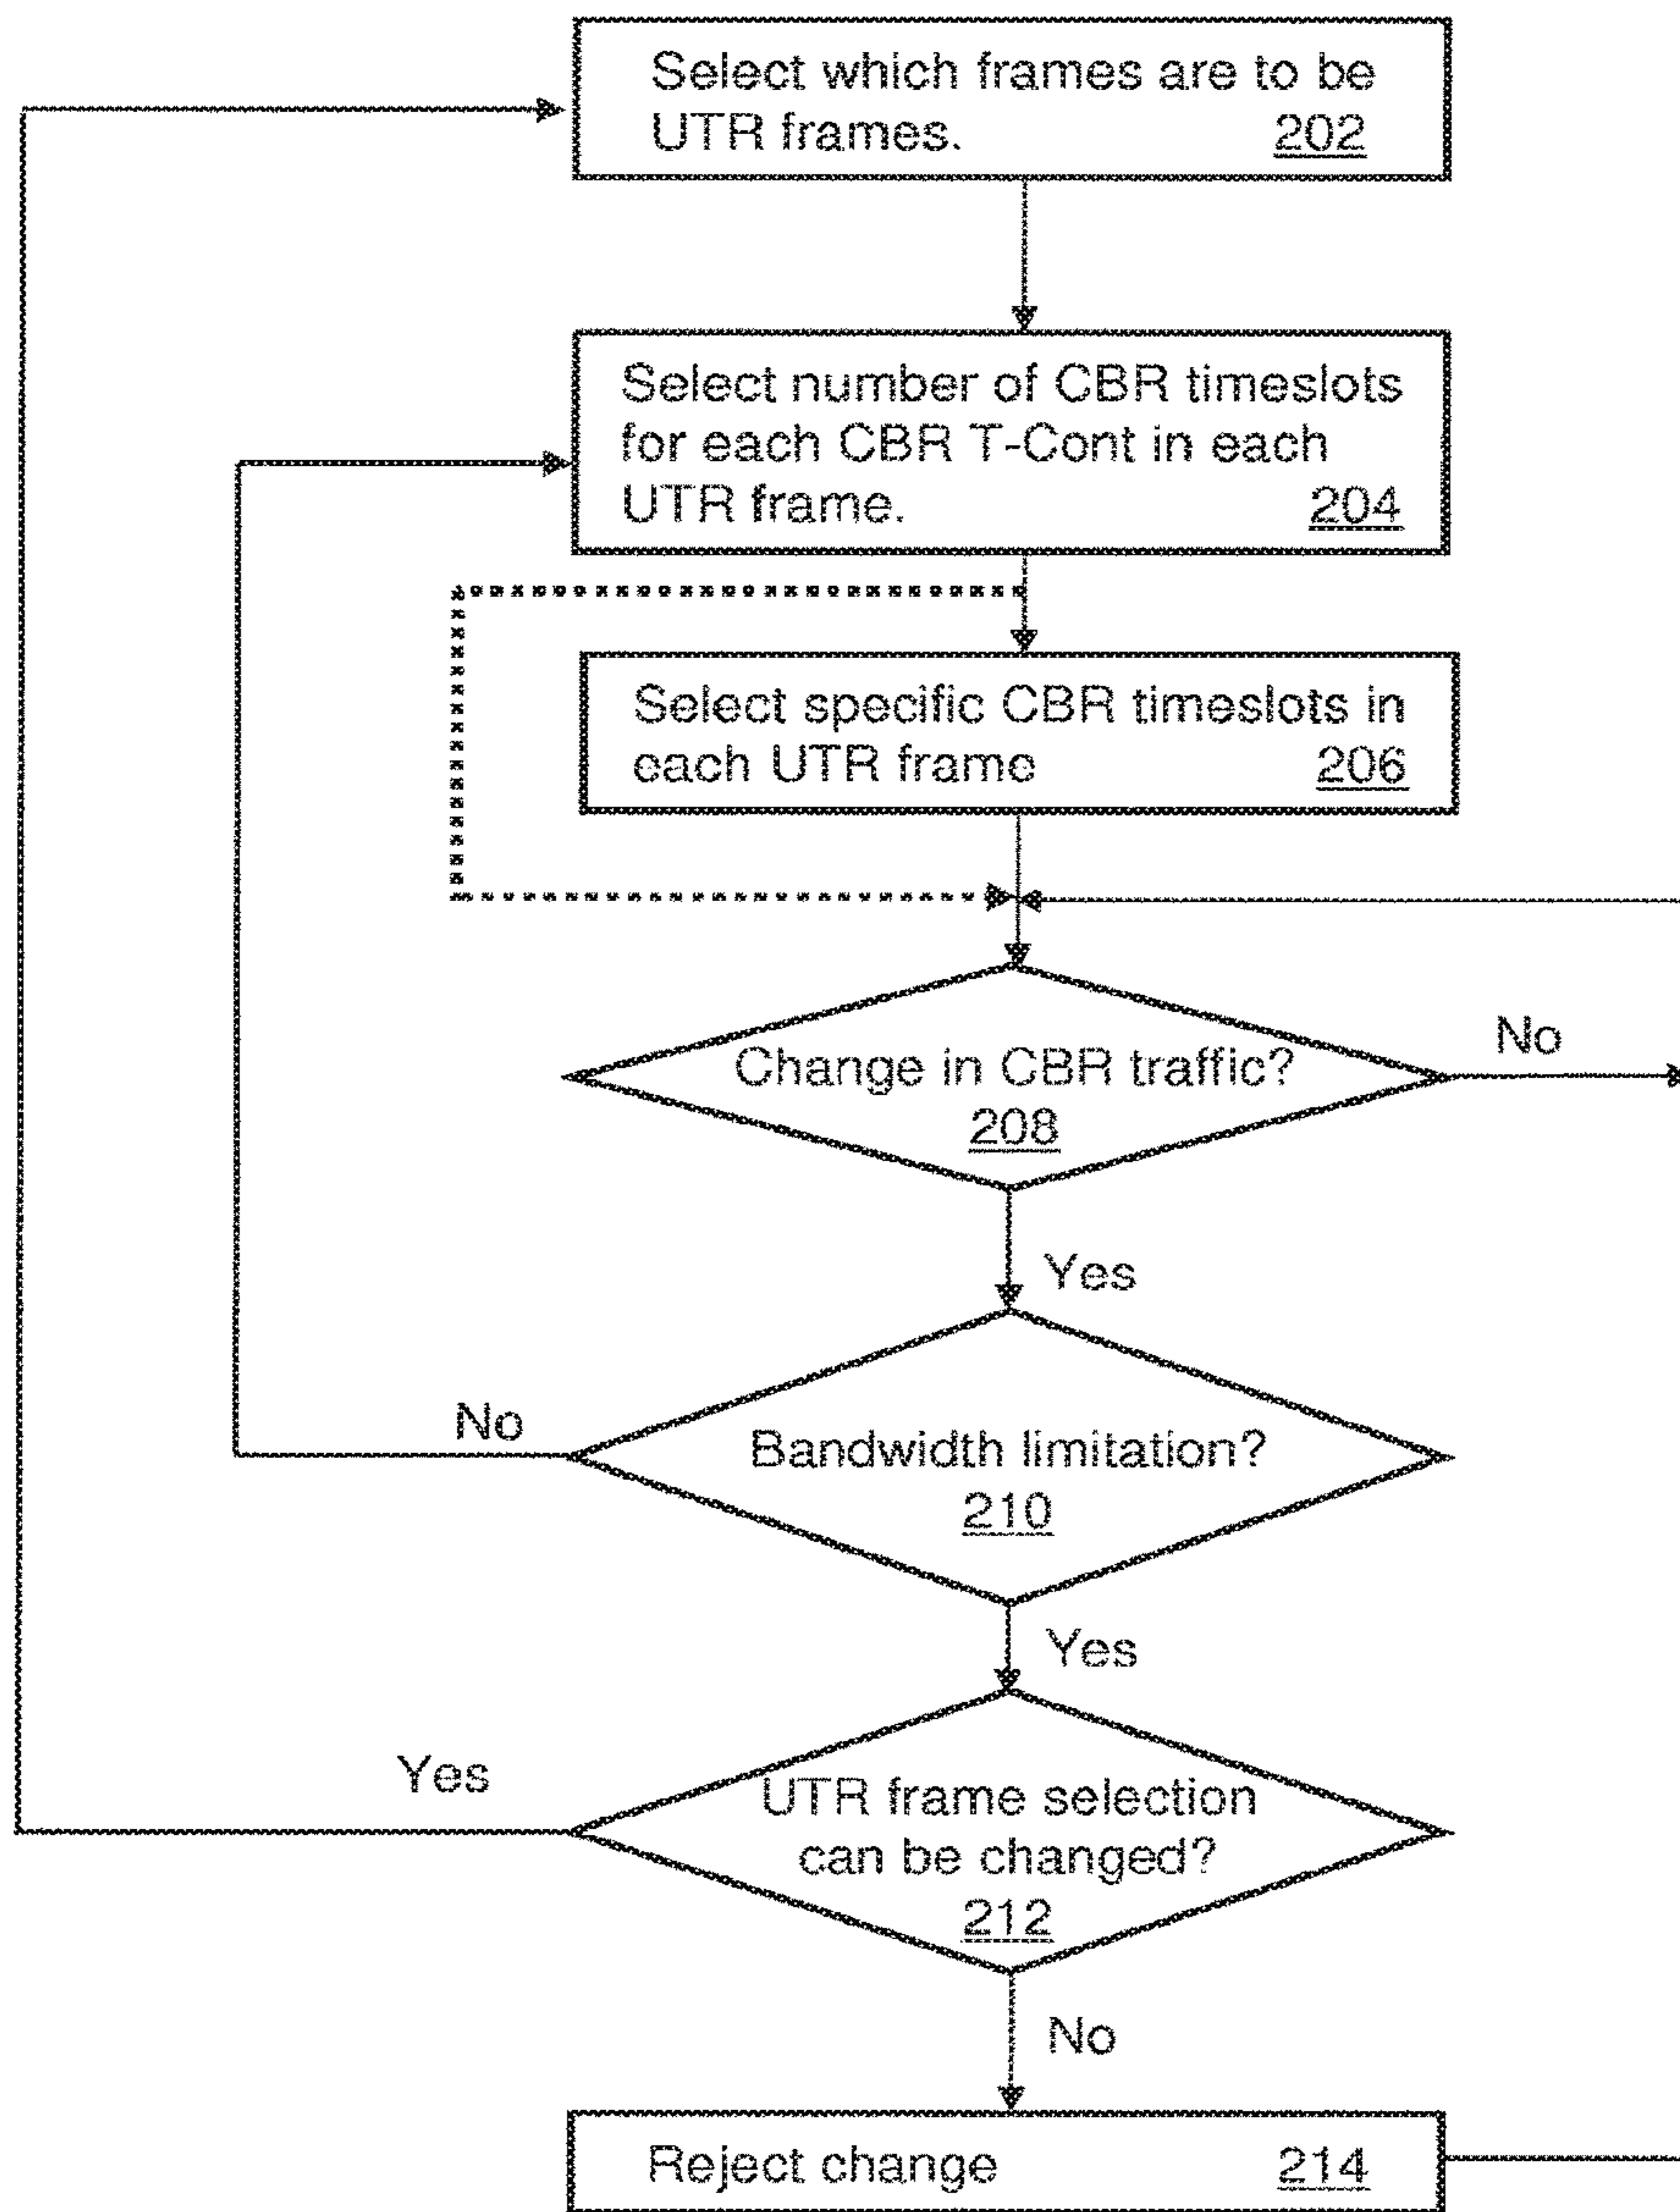 Select which frames are to be
UTR frames. 202
Select number of CBR timeslots
for each CBR T-Cont in each
UTR frame. 204
Select specific CBR timeslots in
each UTR frame 206
Change in CBR traffic?
208
No
Yes
Bandwidth limitation?
210
No
Yes
UTR frame selection
can be changed?
212
Yes
No
Reject change 214